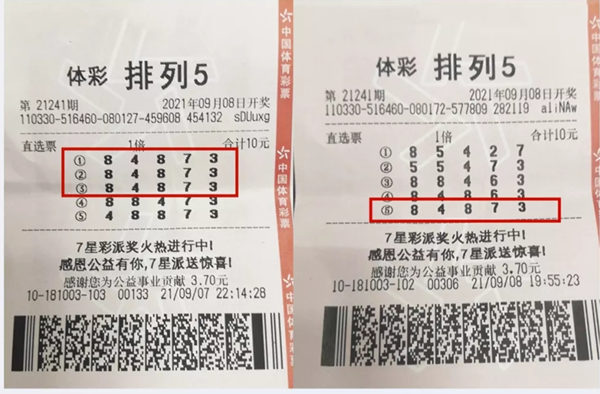 体彩 排列5
第 21241期 2021年09月08日开奖
110330-516460-080127-459608 454132 sDUuxg
直选票 1倍 合计10元
① 8 4 8 7 3
② 8 4 8 7 3
③ 8 4 8 7 3
④ 8 8 4 7 3
⑤ 8 4 8 7 3
7星彩派奖火热进行中!
感恩公益有你,7星派送惊喜!
感谢您为公益事业贡献 3.70元
10-181003-103 00133 21/09/07 22:14:28
中国体育彩票
中国体育彩票
体彩 排列5
第 21241期 2021年09月08日开奖
110330-516460-080172-577809 282119 aliNAw
直选票 1倍 合计10元
① 8 5 4 2 7
② 5 5 4 7 3
③ 8 8 4 6 3
④ 8 4 8 6 3
⑤ 8 4 8 7 3
7星彩派奖火热进行中!
感恩公益有你,7星派送惊喜!
感谢您为公益事业贡献 3.70元
10-181003-102 00306 21/09/08 19:55:23
中国体育彩票
中国体育彩票